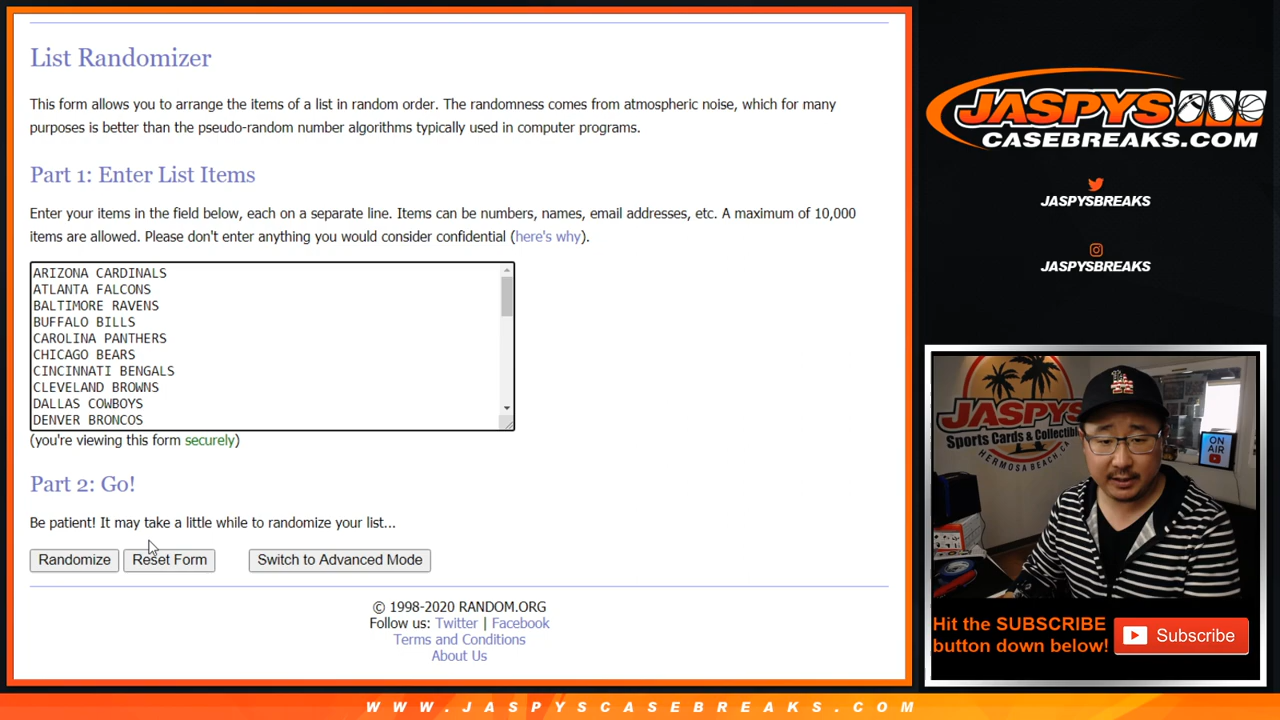 List Randomizer
This form allows you to arrange the items of a list in random order. The randomness comes from atmospheric noise, which for many
purposes is better than the pseudo-random number algorithms typically used in computer programs.
Part 1: Enter List Items
Enter your items in the field below, each on a separate line. Items can be numbers, names, email addresses, etc. A maximum of 10,000
items are allowed. Please don't enter anything you would consider confidential (here's why).
ARIZONA CARDINALS
ATLANTA FALCONS
BALTIMORE RAVENS
BUFFALO BILLS
CAROLINA PANTHERS
CHICAGO BEARS
CINCINNATI BENGALS
CLEVELAND BROWNS
DALLAS COWBOYS
DENVER BRONCOS
(you're viewing this form securely)
Part 2: Go!
Be patient! It may take a little while to randomize your list...
Randomize Reset Form Switch to Advanced Mode
© 1998-2020 RANDOM.ORG
Follow us: Twitter | Facebook
Terms and Conditions
About Us
JASPYS
CASEBREAKS.COM
JASPYSBREAKS
JASPYSBREAKS
JASPYS
Sports Cards & Collectibles
HERMOSA BEACH, CA
ON
AIR
Hit the SUBSCRIBE
button down below!
Subscribe
WWW.JASPYSCASEBREAKS.COM